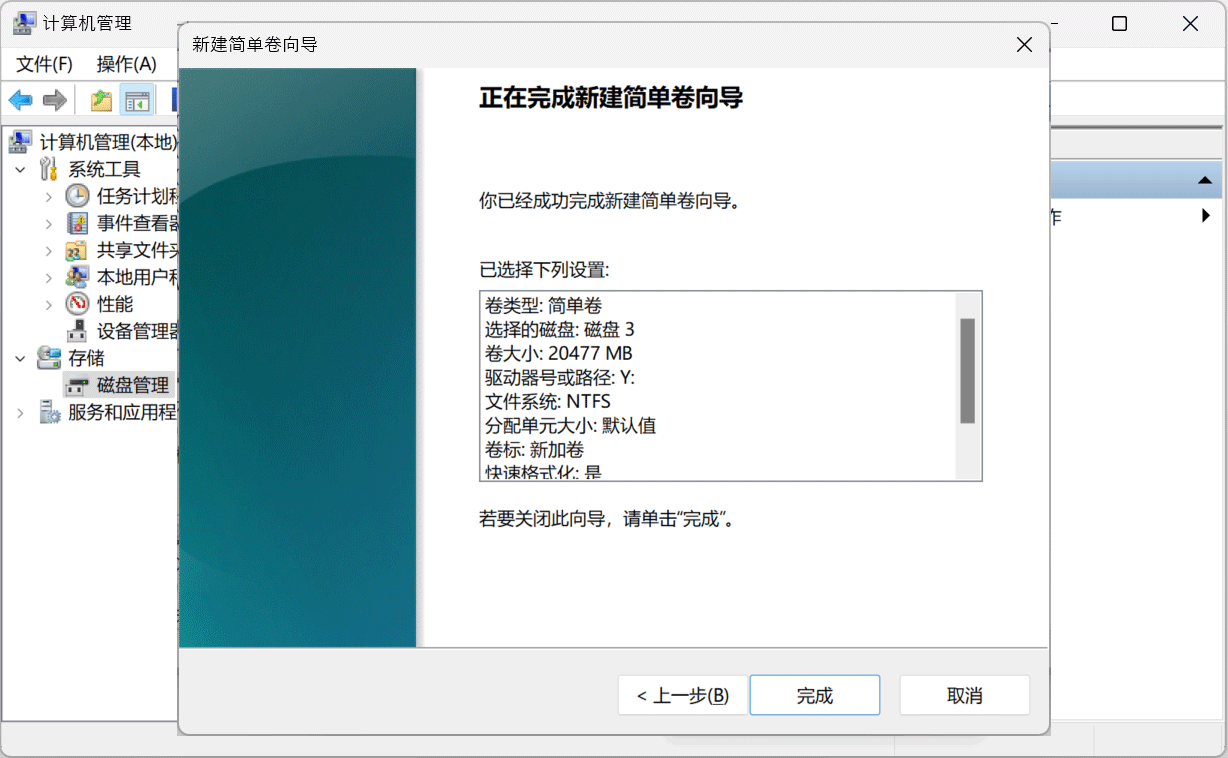 计算机管理
新建简单卷向导
文件(F) 操作(A)
正在完成新建简单卷向导
计算机管理(本地)
系统工具
任务计划程
事件查看器
共享文件夹
本地用户和
性能
设备管理器
存储
磁盘管理
服务和应用程
作
你已经成功完成新建简单卷向导。
已选择下列设置:
卷类型: 简单卷
选择的磁盘: 磁盘 3
卷大小: 20477 MB
驱动器号或路径: Y:
文件系统: NTFS
分配单元大小: 默认值
卷标: 新加卷
快速格式化: 是
若要关闭此向导，请单击“完成”。
< 上一步(B) 完成 取消